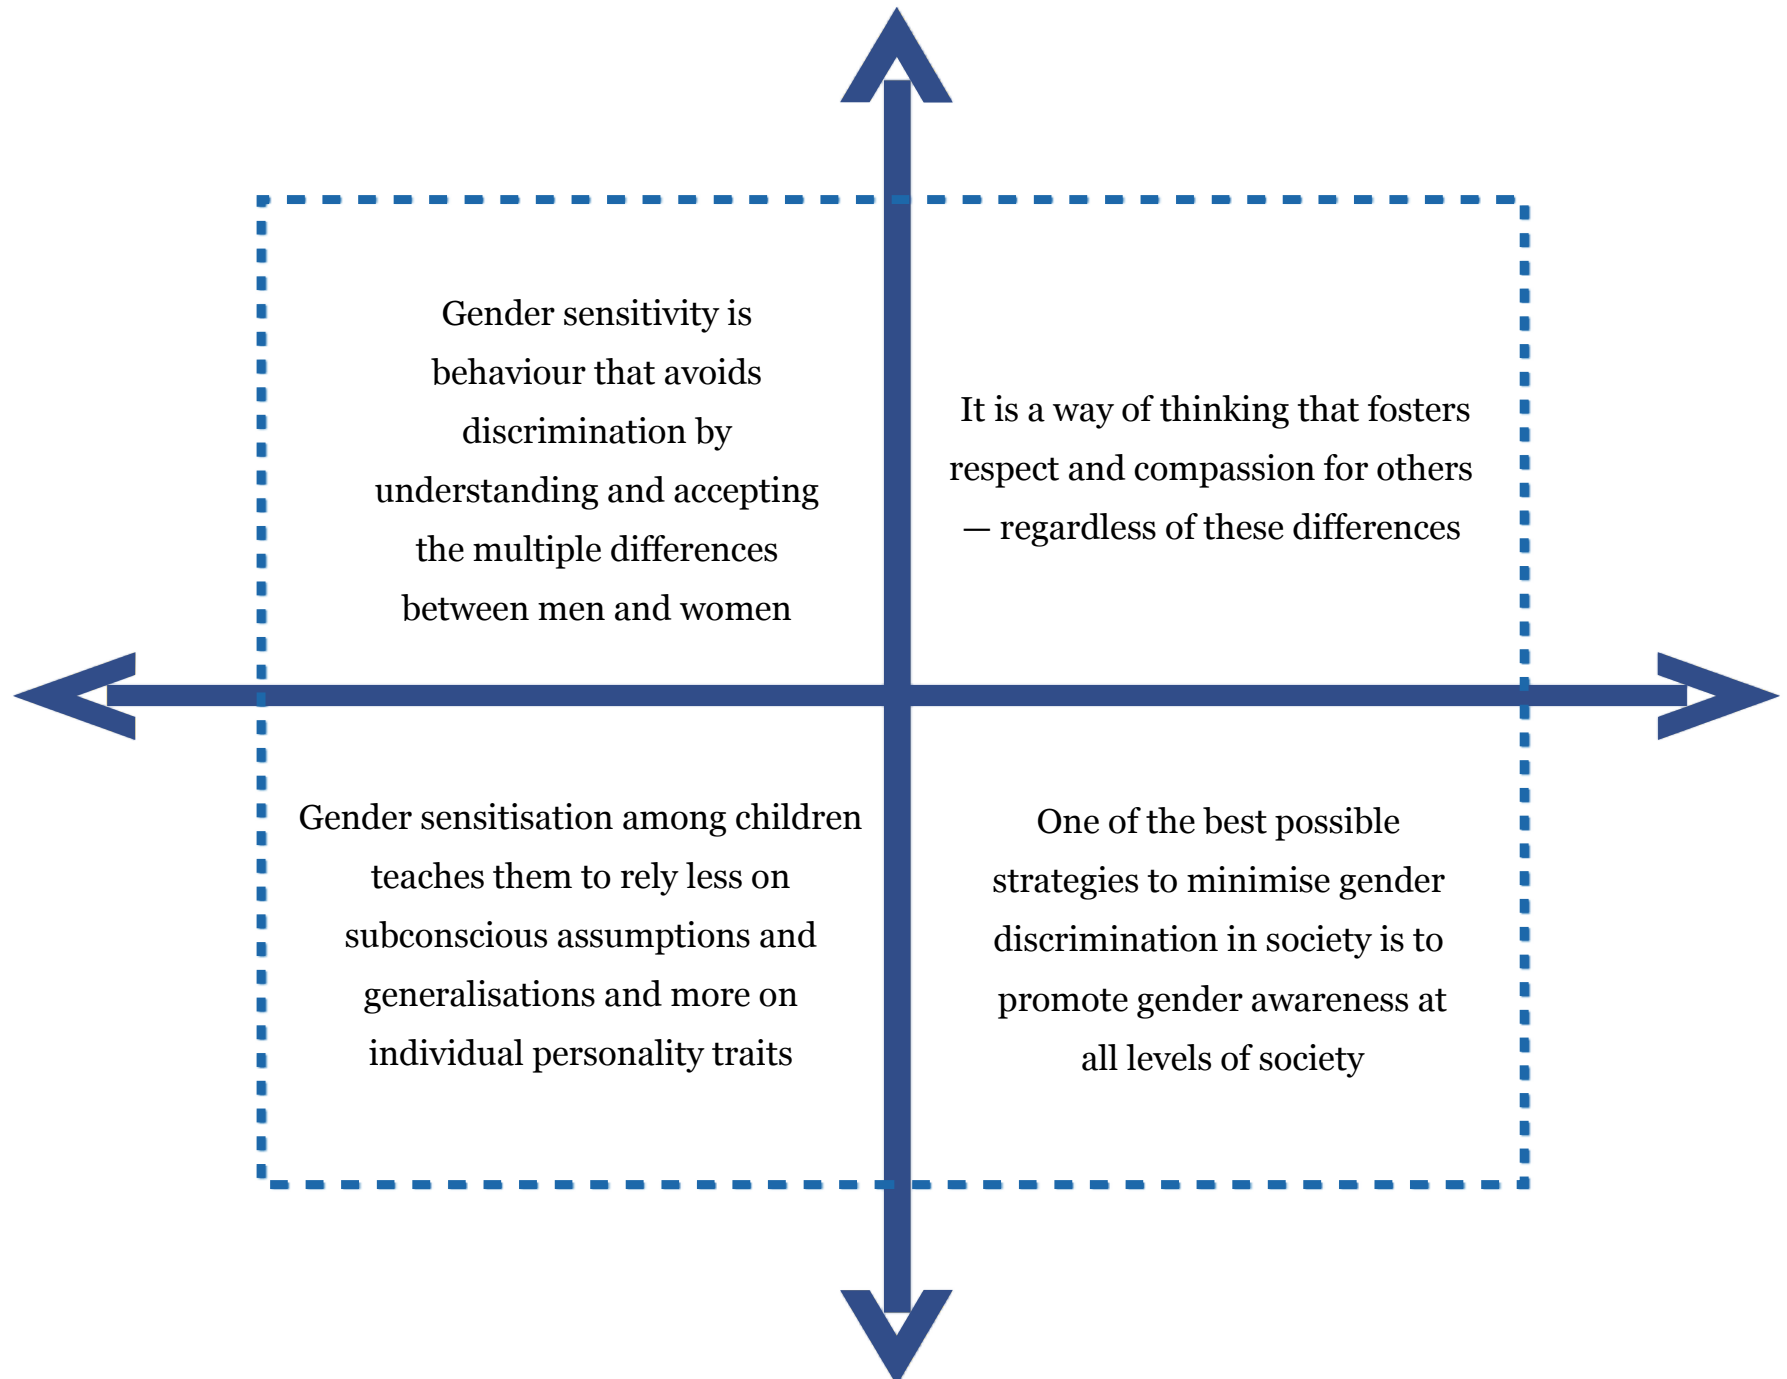 Gender sensitivity is
behaviour that avoids
discrimination by
understanding and accepting
the multiple differences
between men and women
It is a way of thinking that fosters
respect and compassion for others
— regardless of these differences
Gender sensitisation among children
teaches them to rely less on
subconscious assumptions and
generalisations and more on
individual personality traits
One of the best possible
strategies to minimise gender
discrimination in society is to
promote gender awareness at
all levels of society